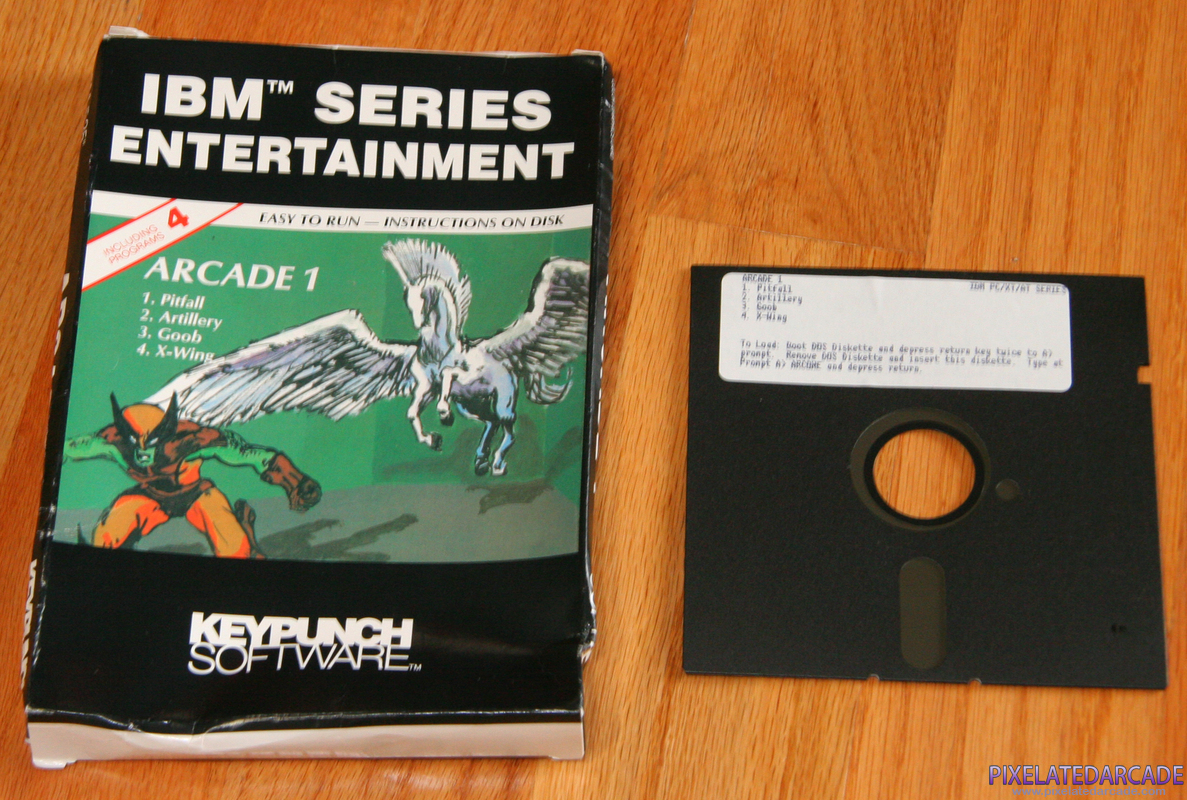 IBM™ SERIES
ENTERTAINMENT
INCLUDING 4
PROGRAMS
EASY TO RUN — INSTRUCTIONS ON DISK
ARCADE 1
1. Pitfall
2. Artillery
3. Goob
4. X-Wing
KEYPUNCH
SOFTWARE™
ARCADE 1
IBM PC/XT/AT SERIES
1. Pitfall
2. Artillery
3. Goob
4. X-Wing
To Load: Boot DOS Diskette and depress return key twice to A>
prompt. Remove DOS Diskette and insert this diskette. Type at
Prompt A> and depress return.
PIXELATEDARCADE
www.pixelatedarcade.com